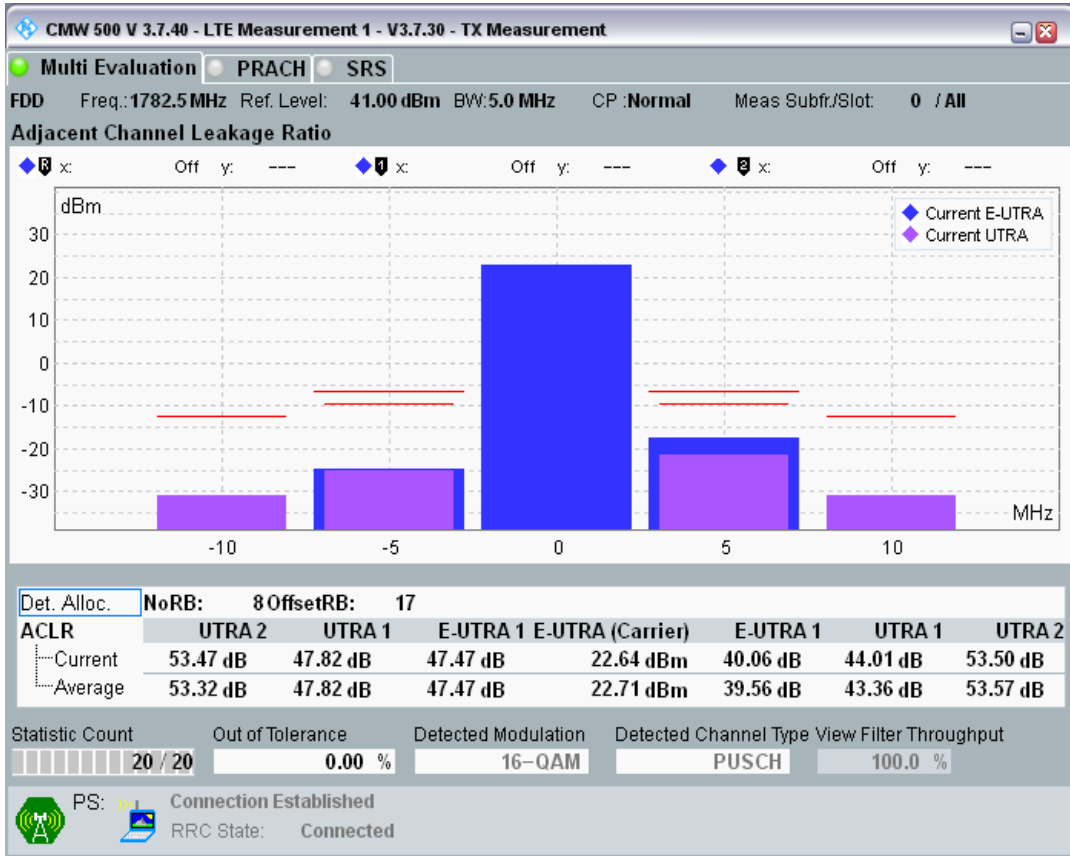 CMW 500 V 3.7.40 - LTE Measurement 1 - V3.7.30 - TX Measurement
Multi Evaluation PRACH SRS
FDD Freq.:1782.5 MHz Ref. Level: 41.00 dBm BW:5.0 MHz CP :Normal Meas Subfr./Slot: 0 / All
Adjacent Channel Leakage Ratio
R x: Off y: --- 1 x: Off y: --- 2 x: Off y: ---
dBm
Current E-UTRA
Current UTRA
30
20
10
0
-10
-20
-30
MHz
-10 -5 0 5 10
Det. Alloc. NoRB: 8 OffsetRB: 17
ACLR UTRA 2 UTRA 1 E-UTRA 1 E-UTRA (Carrier) E-UTRA 1 UTRA 1 UTRA 2
Current 53.47 dB 47.82 dB 47.47 dB 22.64 dBm 40.06 dB 44.01 dB 53.50 dB
Average 53.32 dB 47.82 dB 47.47 dB 22.71 dBm 39.56 dB 43.36 dB 53.57 dB
Statistic Count Out of Tolerance Detected Modulation Detected Channel Type View Filter Throughput
20 / 20 0.00 % 16-QAM PUSCH 100.0 %
PS: Connection Established
RRC State: Connected